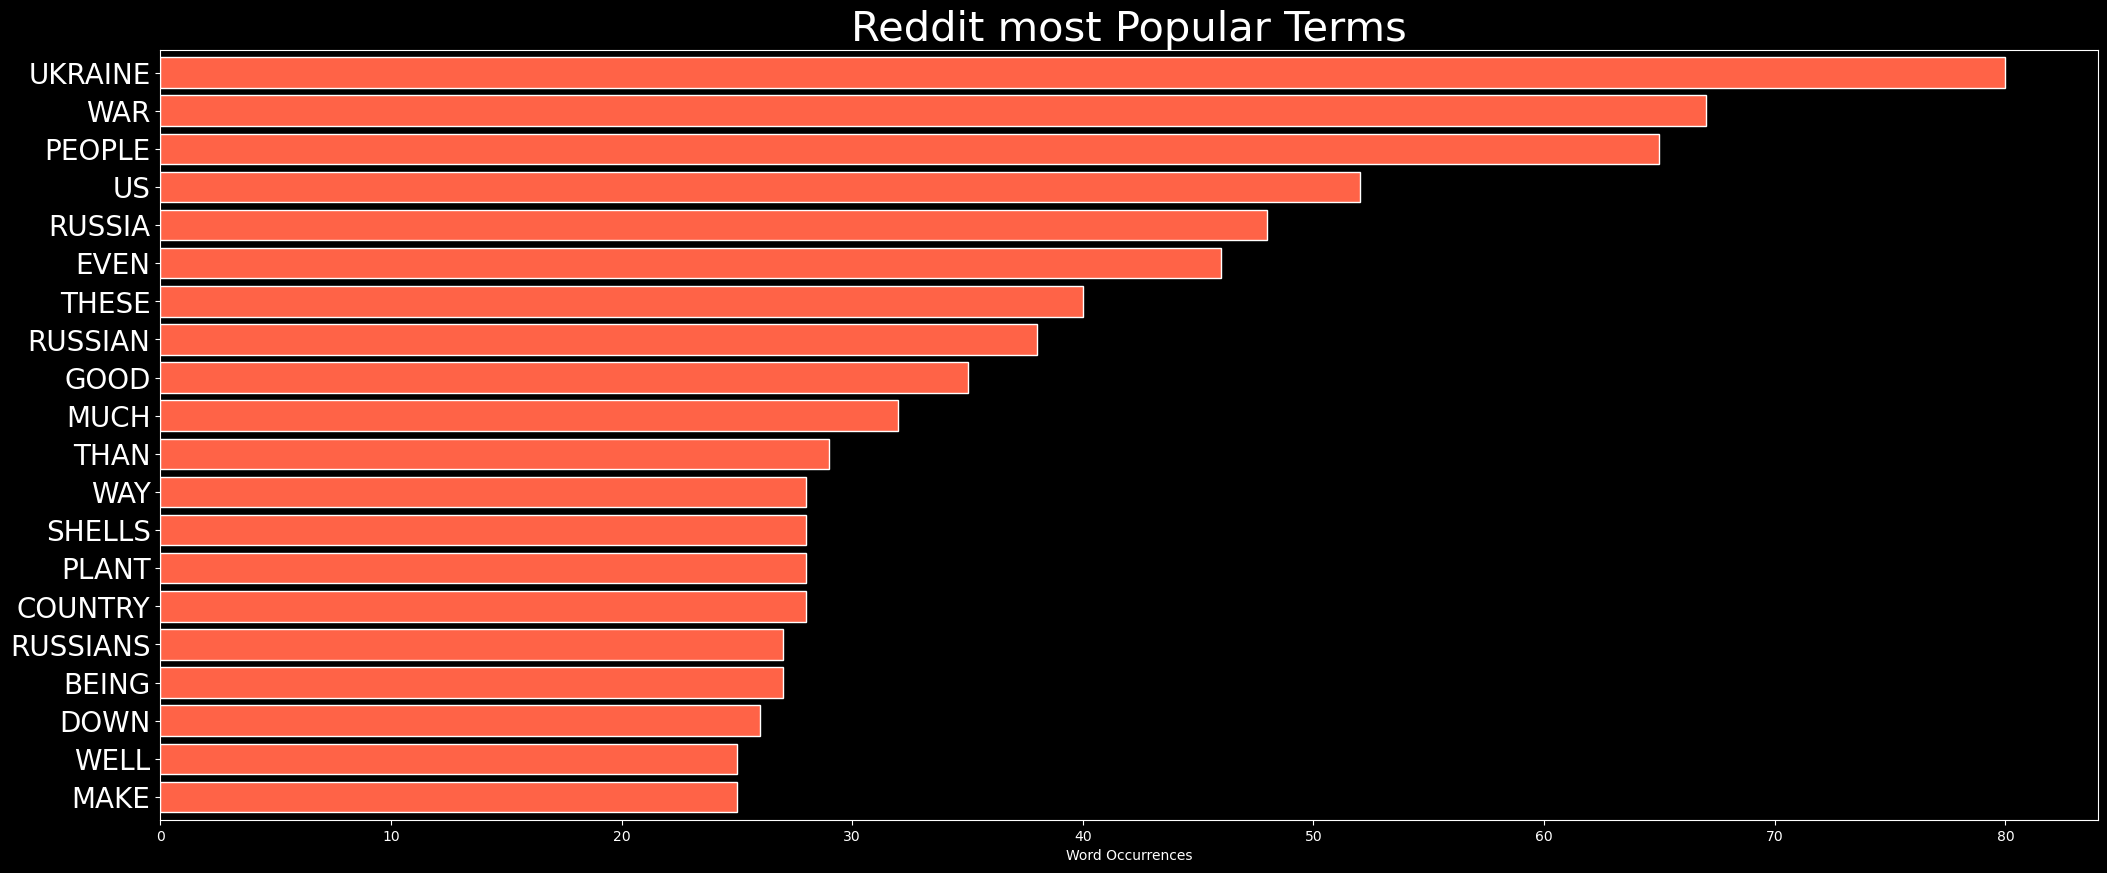 Reddit most Popular Terms
UKRAINE
WAR
PEOPLE
US
RUSSIA
EVEN
THESE
RUSSIAN
GOOD
MUCH
THAN
WAY
SHELLS
PLANT
COUNTRY
RUSSIANS
BEING
DOWN
WELL
MAKE
0 10 20 30 40 50 60 70 80
Word Occurrences